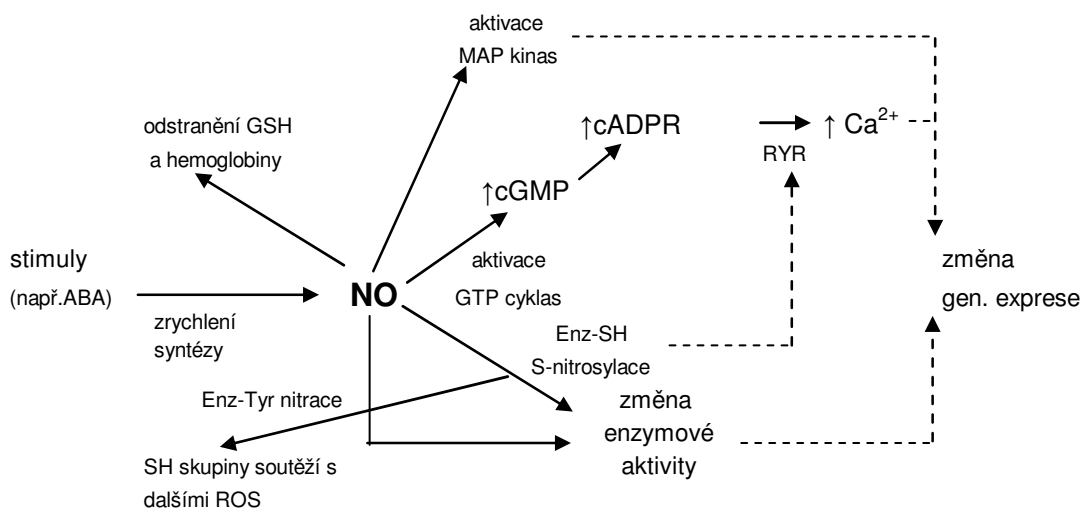 aktivace
MAP kinas
odstranění GSH
a hemoglobiny
↑cADPR
↑ Ca²⁺
RYR
↑cGMP
stimuly
(např.ABA)
NO
aktivace
GTP cyklas
změna
gen. exprese
zrychlení
syntézy
Enz-SH
S-nitrosylace
Enz-Tyr nitrace
změna
enzymové
aktivity
SH skupiny soutěží s
dalšími ROS